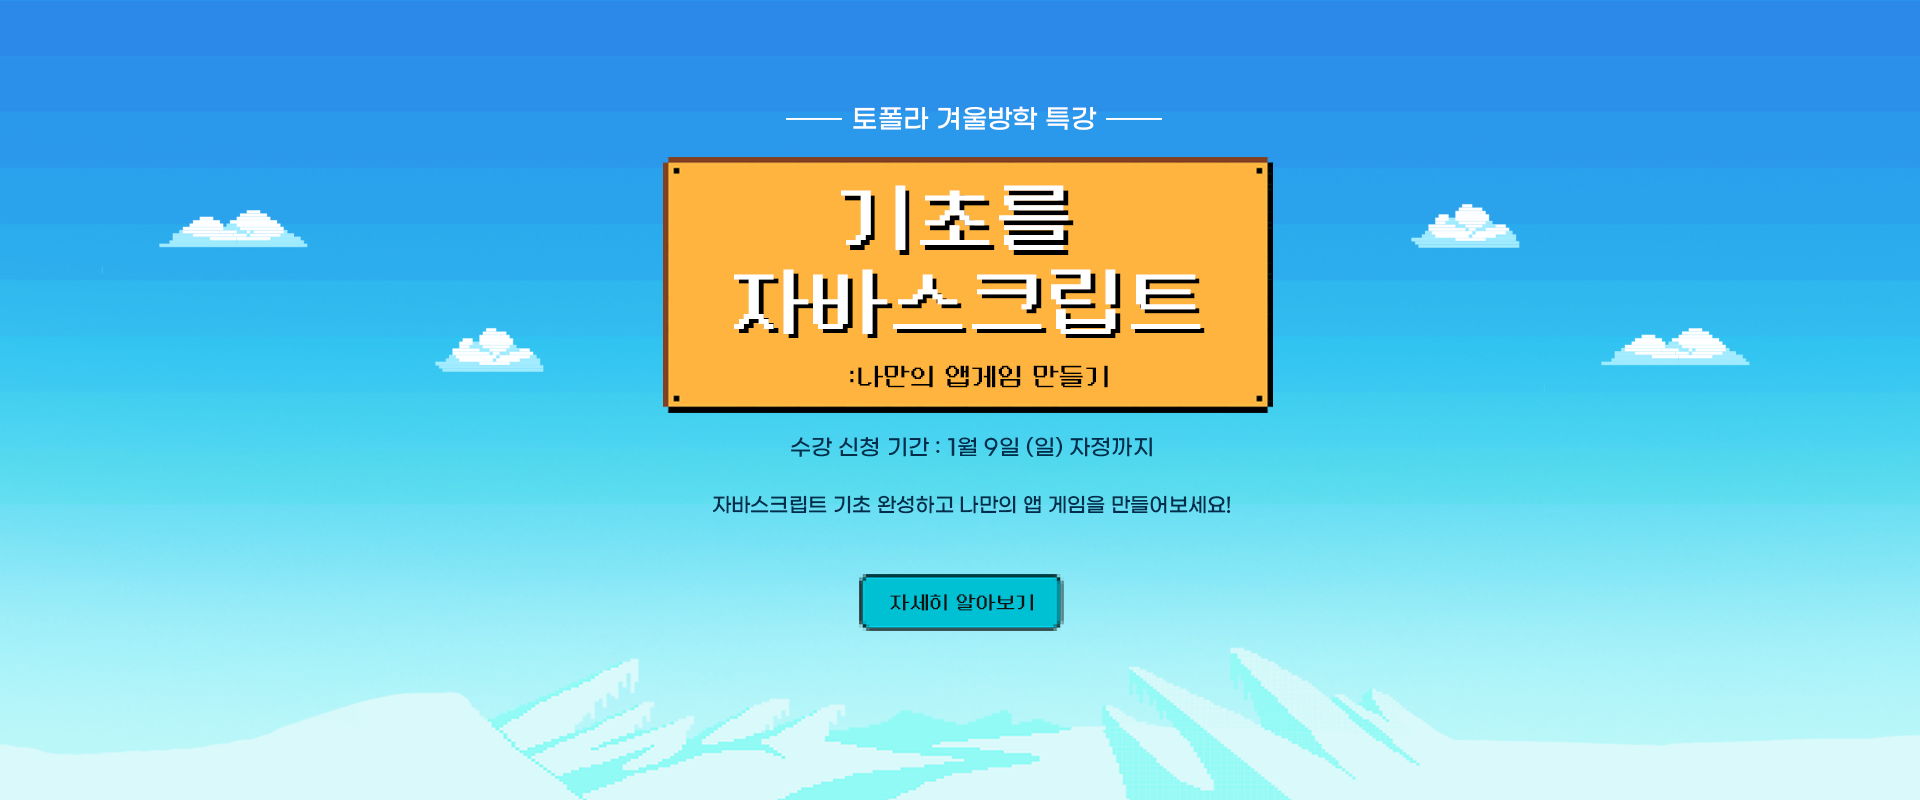 토폴라 겨울방학 특강
기초를
자바스크립트
:나만의 앱게임 만들기
수강 신청 기간 : 1월 9일 (일) 자정까지
자바스크립트 기초 완성하고 나만의 앱 게임을 만들어보세요!
자세히 알아보기